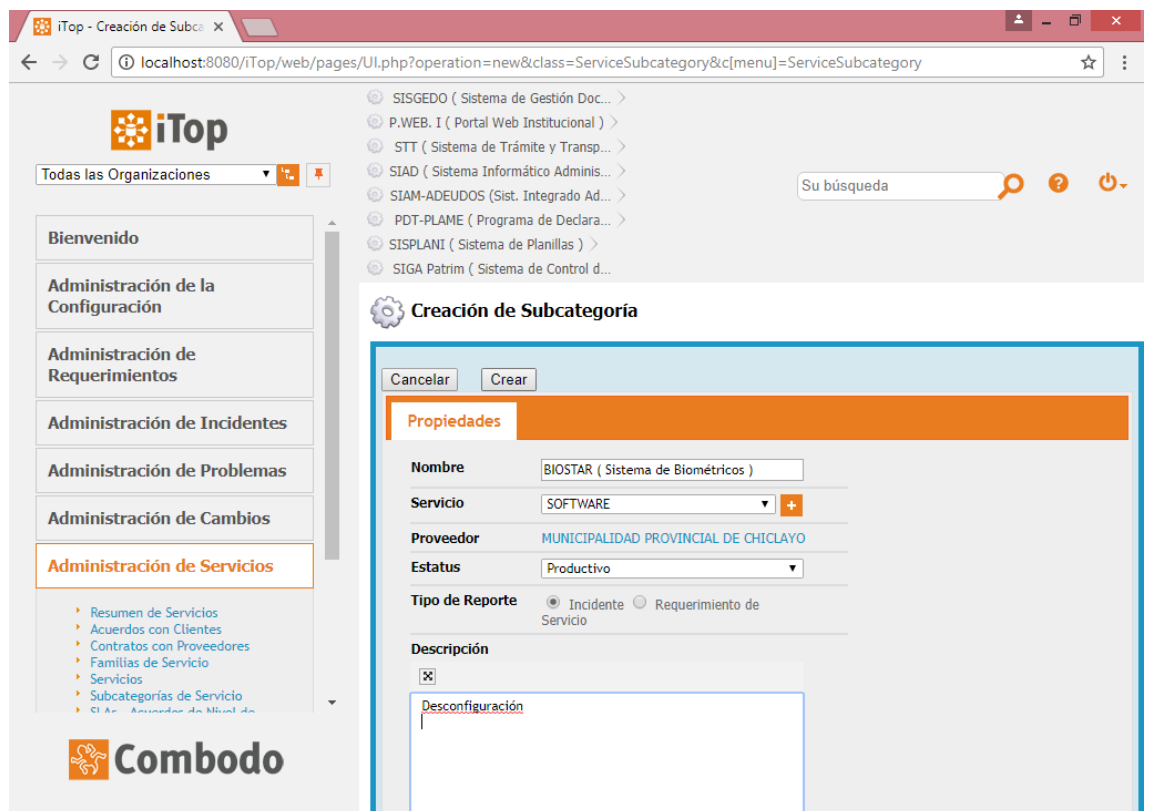 iTop - Creación de Subca
localhost:8080/iTop/web/pages/UI.php?operation=new&class=ServiceSubcategory&c[menu]=ServiceSubcategory
iTop
Todas las Organizaciones
Bienvenido
Administración de la
Configuración
Administración de
Requerimientos
Administración de Incidentes
Administración de Problemas
Administración de Cambios
Administración de Servicios
Resumen de Servicios
Acuerdos con Clientes
Contratos con Proveedores
Familias de Servicio
Servicios
Subcategorías de Servicio
SLAs - Acuerdos de Nivel de
Combodo
SISGEDO ( Sistema de Gestión Doc...
P.WEB. I ( Portal Web Institucional )
STT ( Sistema de Trámite y Transp...
SIAD ( Sistema Informático Adminis...
SIAM-ADEUDOS (Sist. Integrado Ad...
PDT-PLAME ( Programa de Declara...
SISPLANI ( Sistema de Planillas )
SIGA Patrim ( Sistema de Control d...
Su búsqueda
Creación de Subcategoría
Cancelar Crear
Propiedades
Nombre BIOSTAR ( Sistema de Biométricos )
Servicio SOFTWARE
Proveedor MUNICIPALIDAD PROVINCIAL DE CHICLAYO
Estatus Productivo
Tipo de Reporte Incidente Requerimiento de
Servicio
Descripción
Desconfiguración